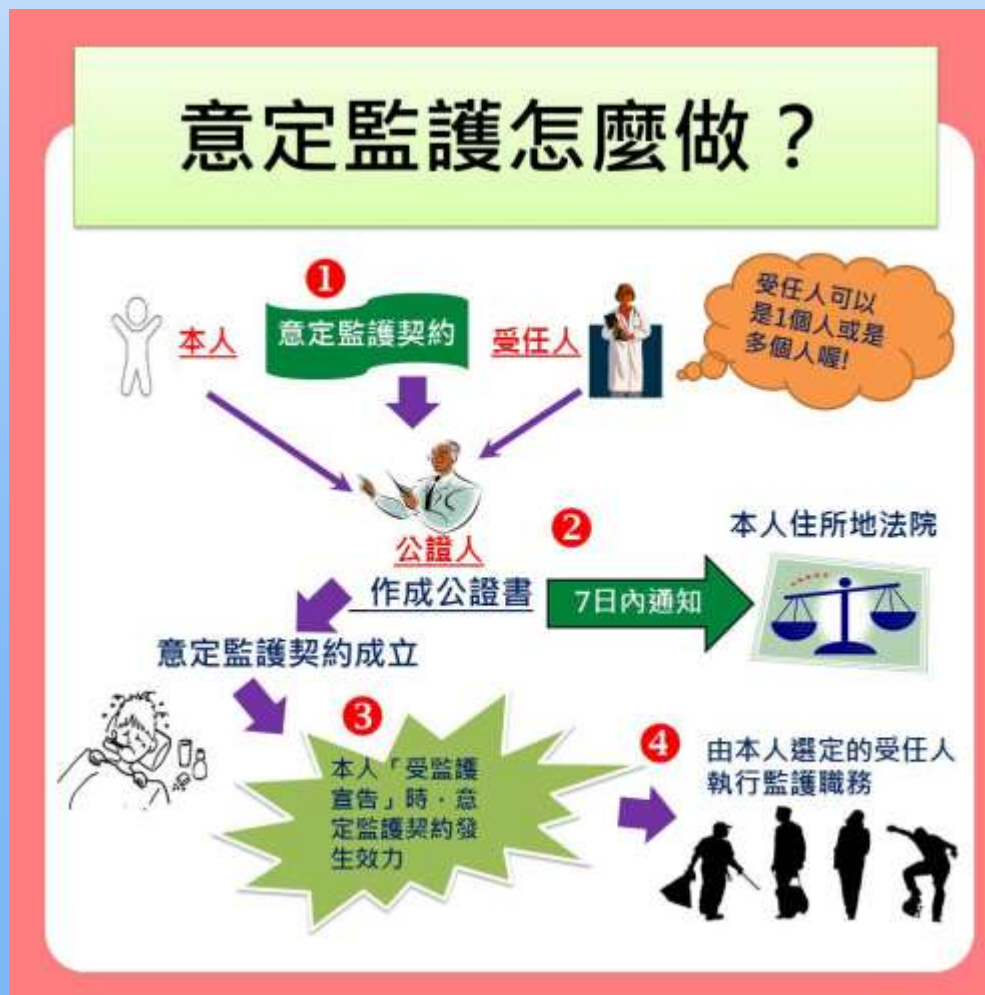 意定監護怎麼做？
1
意定監護契約
本人
受任人
受任人可以
是1個人或是
多個人喔!
公證人
作成公證書
2
7日內通知
本人住所地法院
意定監護契約成立
3
本人「受監護
宣告」時，意
定監護契約發
生效力
4
由本人選定的受任人
執行監護職務